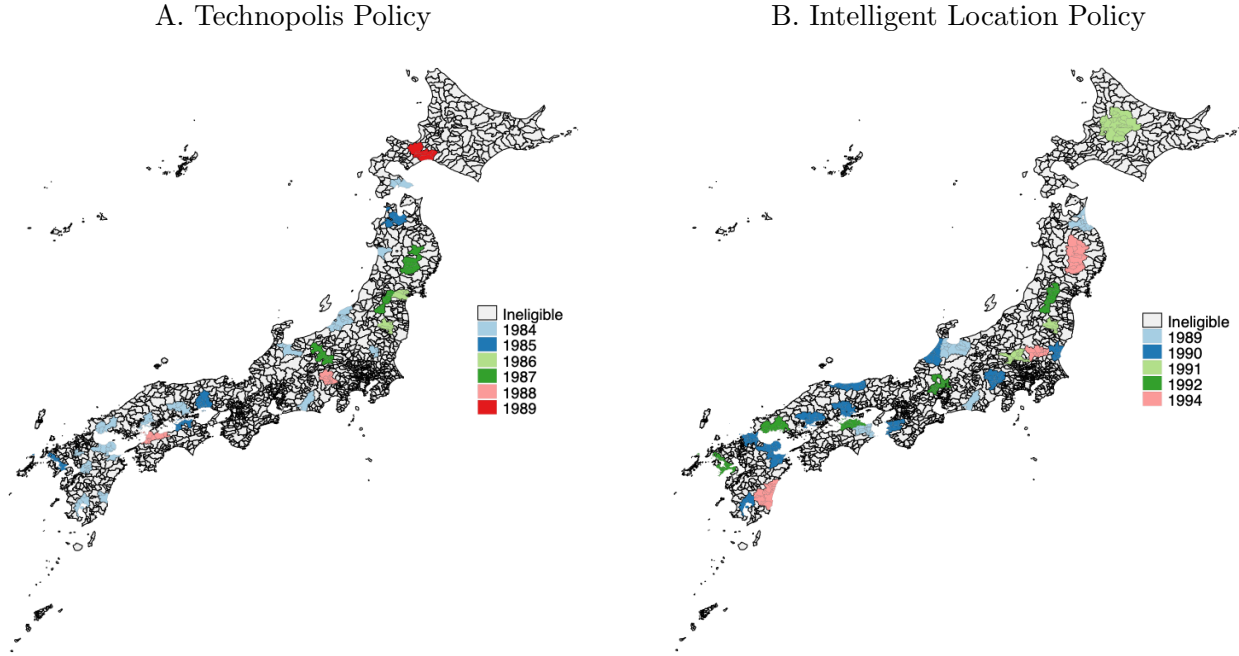 A. Technopolis Policy
B. Intelligent Location Policy
Ineligible
1984
1985
1986
1987
1988
1989
Ineligible
1989
1990
1991
1992
1994